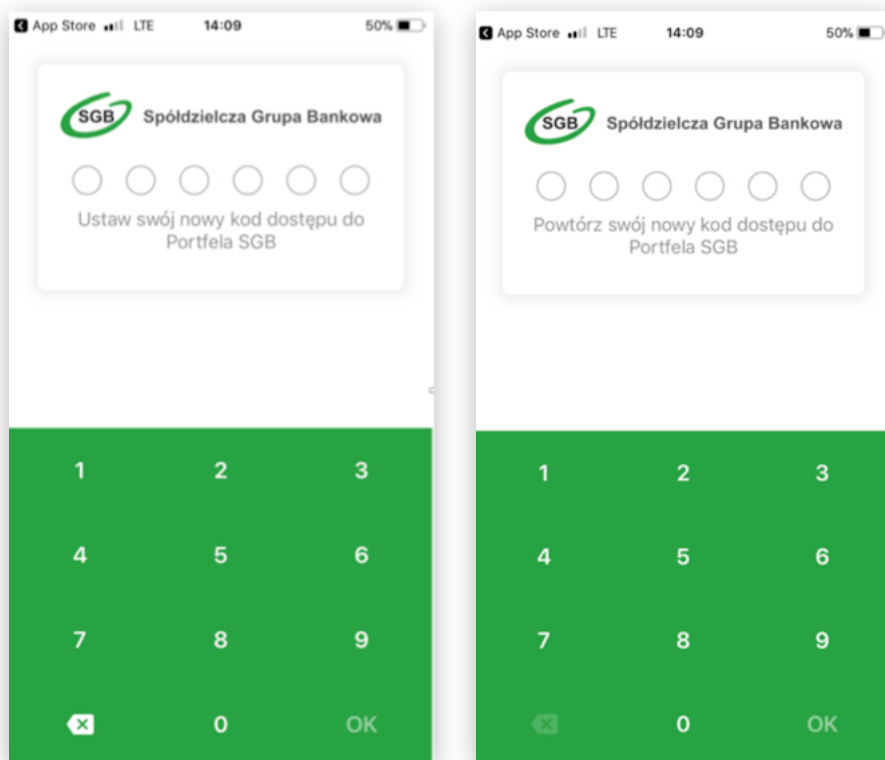 App Store LTE 14:09 50%
SGB Spółdzielcza Grupa Bankowa
Ustaw swój nowy kod dostępu do
Portfela SGB
1 2 3
4 5 6
7 8 9
0 OK
App Store LTE 14:09 50%
SGB Spółdzielcza Grupa Bankowa
Powtórz swój nowy kod dostępu do
Portfela SGB
1 2 3
4 5 6
7 8 9
0 OK